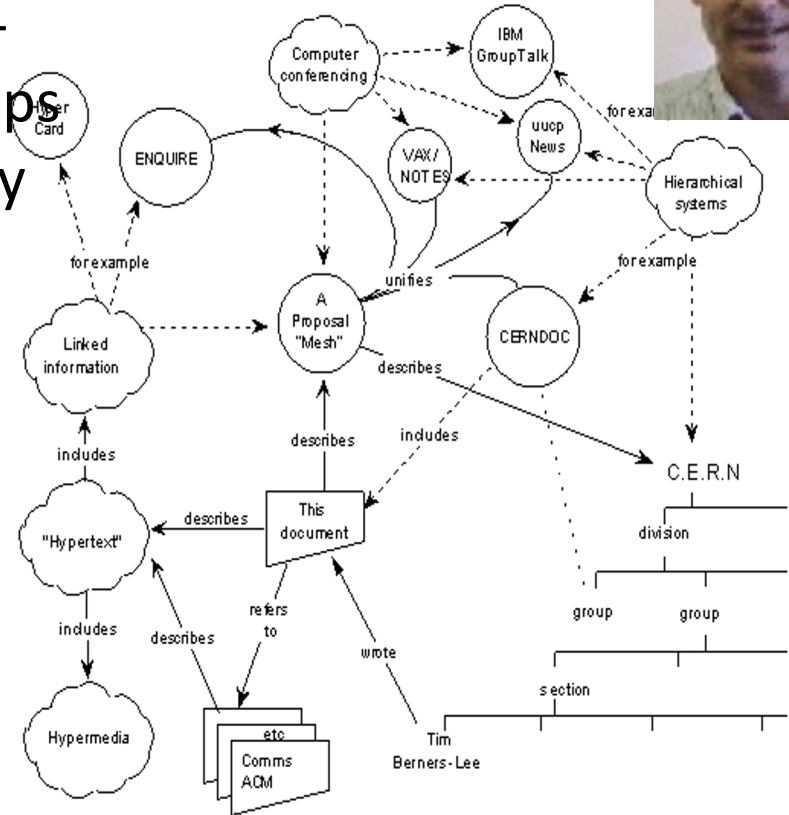 ps
y
Hyper
Card
ENQUIRE
Computer
conferencing
IBM
GroupTalk
uucp
News
VAX/
NOTES
Hierarchical
systems
for example
unifies
for example
A
Proposal
"Mesh"
CERNDOC
Linked
information
describes
describes
includes
includes
C.E.R.N
This
document
describes
"Hypertext"
division
includes
describes
refers
to
wrote
group
group
section
Hypermedia
etc
Comms
ACM
Tim
Berners-Lee